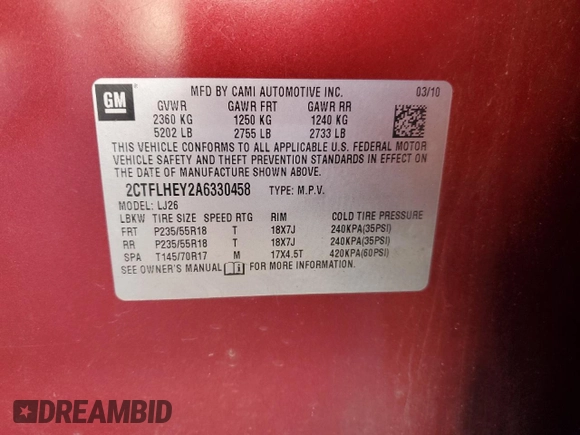 GM
MFD BY CAMI AUTOMOTIVE INC. 03/10
GVWR GAWR FRT GAWR RR
2360 KG 1250 KG 1240 KG
5202 LB 2755 LB 2733 LB
THIS VEHICLE CONFORMS TO ALL APPLICABLE U.S. FEDERAL MOTOR
VEHICLE SAFETY AND THEFT PREVENTION STANDARDS IN EFFECT
ON THE DATE OF MANUFACTURE SHOWN ABOVE.
2CTFLHEY2A6330458 TYPE: M.P.V.
MODEL: LJ26
LBKW TIRE SIZE SPEED RTG RIM COLD TIRE PRESSURE
FRT P235/55R18 T 18X7J 240KPA(35PSI)
RR P235/55R18 T 18X7J 240KPA(35PSI)
SPA T145/70R17 M 17X4.5T 420KPA(60PSI)
SEE OWNER'S MANUAL FOR MORE INFORMATION.
DREAMBID